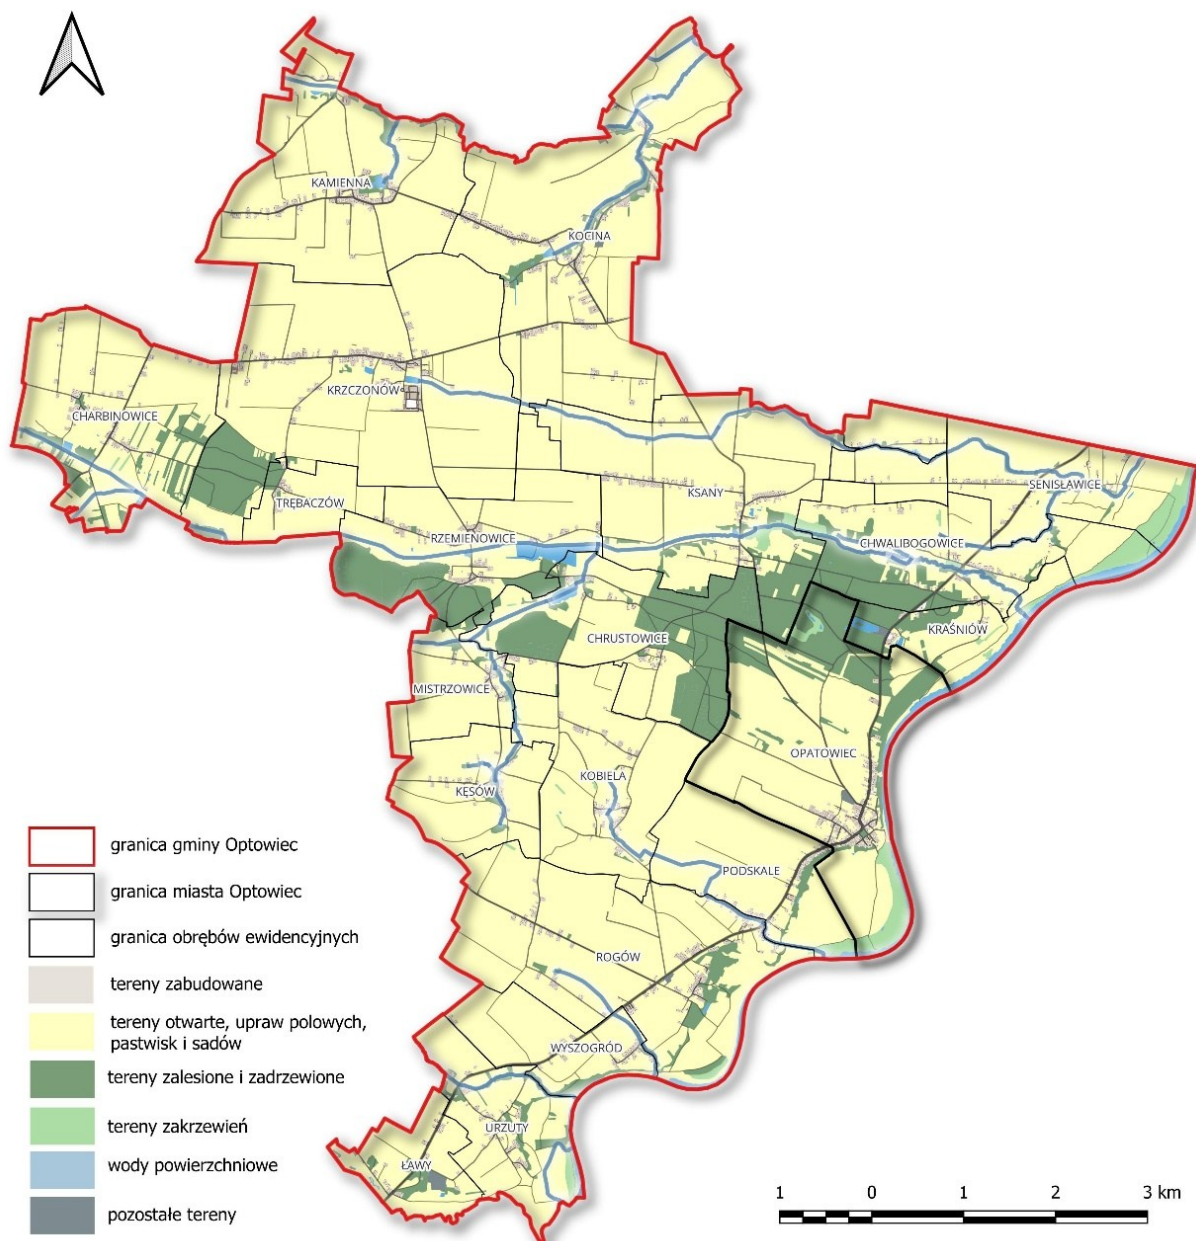 KAMIENNA
KOCINA
KRZCZONÓW
CHARBINOWICE
TRĘBACZÓW
KSANY
SENISŁAWICE
RZEMIENOWICE
CHWALIBOGOWICE
CHRUSTOWICE
KRAŚNIÓW
MISTRZOWICE
OPATOWIEC
KĘSÓW
KOBIELA
PODSKALE
ROGÓW
WYSZOGRÓD
URZUTY
ŁAWY
granica gminy Optowiec
granica miasta Optowiec
granica obrębów ewidencyjnych
tereny zabudowane
tereny otwarte, upraw polowych,
pastwisk i sadów
tereny zalesione i zadrzewione
tereny zakrzewień
wody powierzchniowe
pozostałe tereny
1 0 1 2 3 km